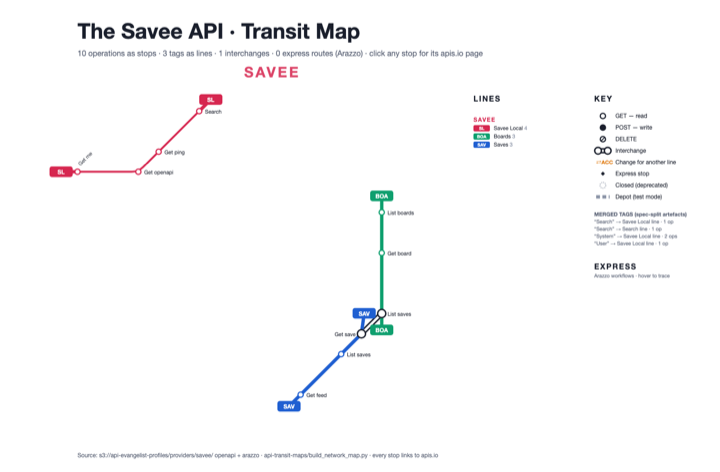 The Savee API · Transit Map
10 operations as stops · 3 tags as lines · 1 interchanges · 0 express routes (Arazzo) · click any stop for its apis.io page
SAVEE
SL
Search
Get me
Get ping
SL
Get openapi
BOA
List boards
Get board
SAV
List saves
BOA
Get save
List saves
Get feed
SAV
LINES
SAVEE
SL Savee Local 4
BOA Boards 3
SAV Saves 3
KEY
GET — read
POST — write
DELETE
Interchange
Change for another line
Express stop
Closed (deprecated)
Depot (test mode)
MERGED TAGS (spec-split artefacts)
"Search" → Savee Local line · 1 op
"Search" → Search line · 1 op
"System" → Savee Local line · 2 ops
"User" → Savee Local line · 1 op
EXPRESS
Arazzo workflows · hover to trace
Source: s3://api-evangelist-profiles/providers/savee/ openapi + arazzo · api-transit-maps/build_network_map.py · every stop links to apis.io